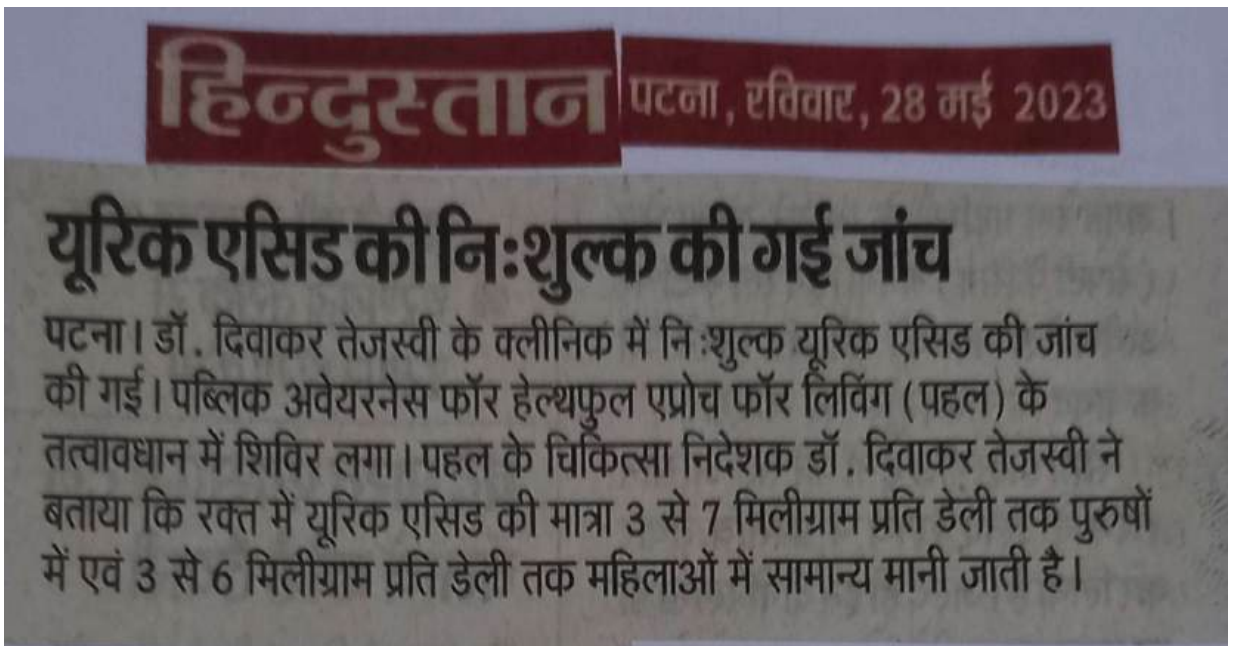 हिन्दुस्तान पटना, रविवार, 28 मई 2023
यूरिक एसिड की निःशुल्क की गई जांच
पटना। डॉ. दिवाकर तेजस्वी के क्लीनिक में निःशुल्क यूरिक एसिड की जांच
की गई। पब्लिक अवेयरनेस फॉर हेल्थफुल एप्रोच फॉर लिविंग (पहल) के
तत्वावधान में शिविर लगा। पहल के चिकित्सा निदेशक डॉ. दिवाकर तेजस्वी ने
बताया कि रक्त में यूरिक एसिड की मात्रा 3 से 7 मिलीग्राम प्रति डेली तक पुरुषों
में एवं 3 से 6 मिलीग्राम प्रति डेली तक महिलाओं में सामान्य मानी जाती है।